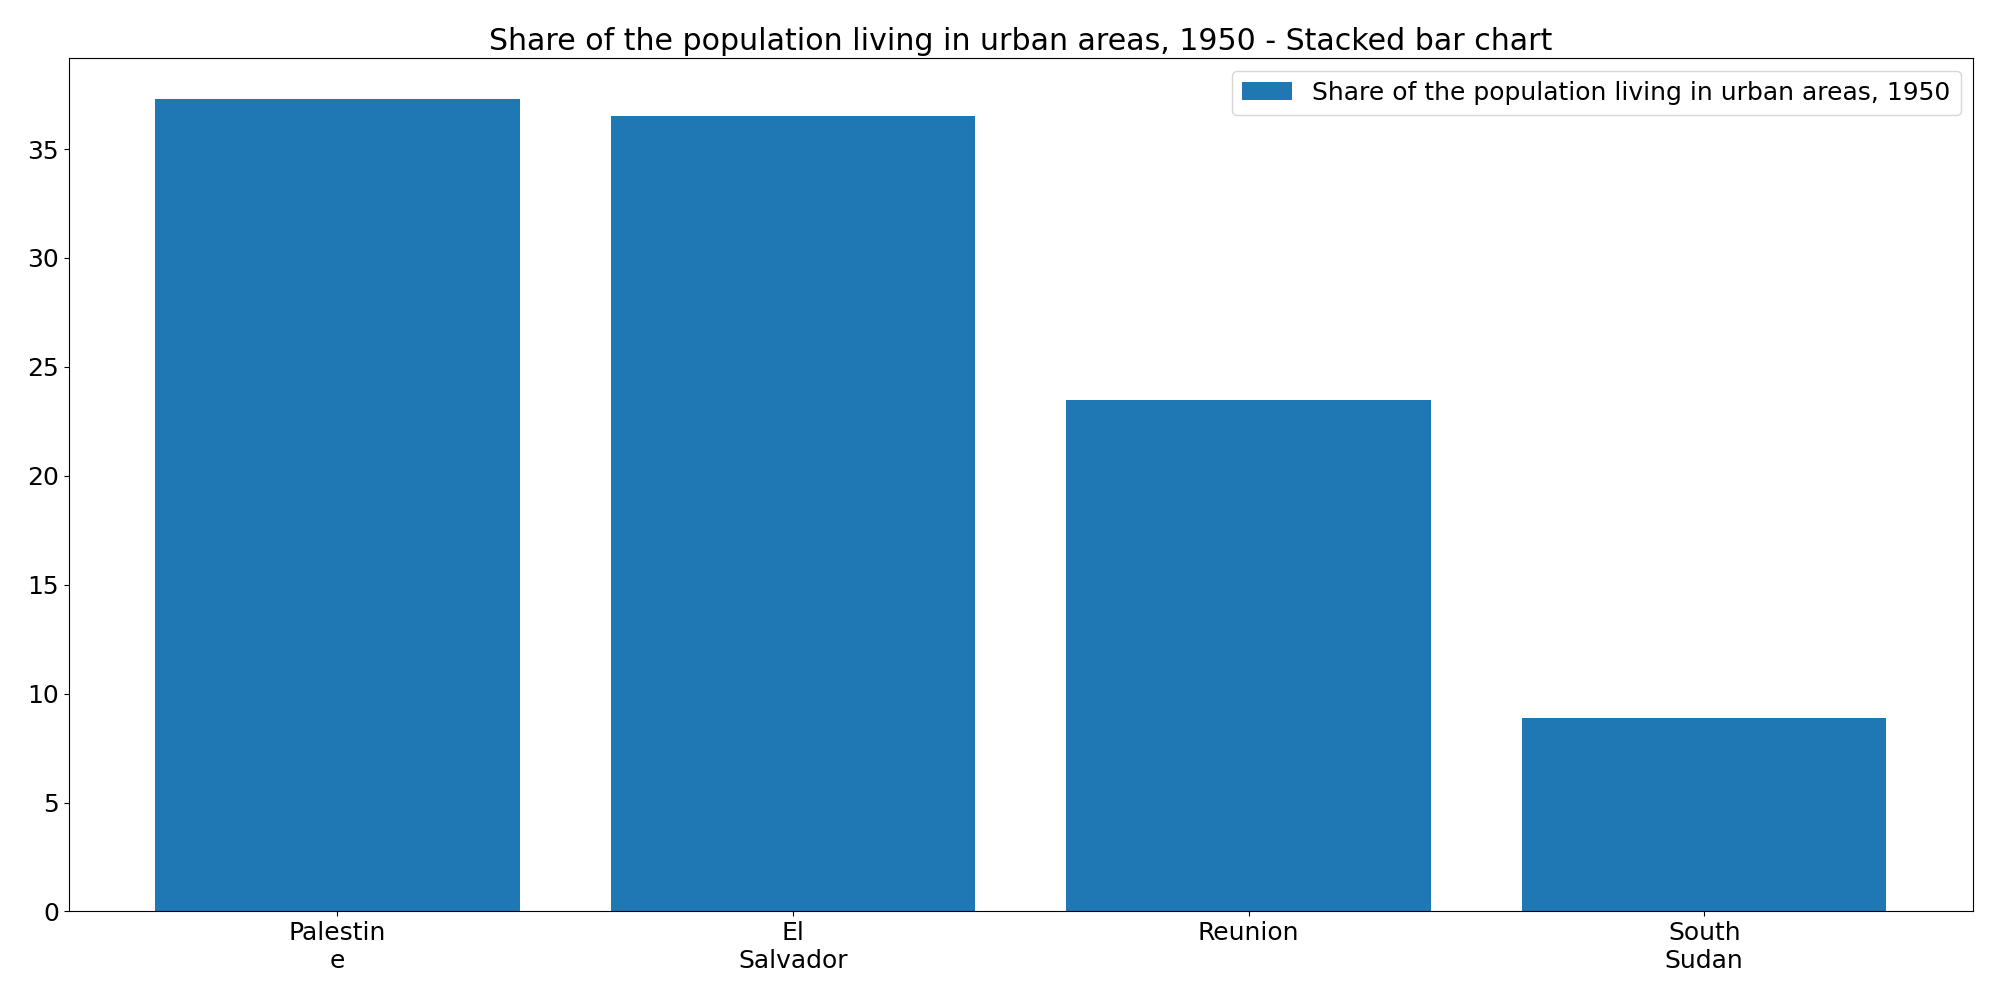 Share of the population living in urban areas, 1950 - Stacked bar chart
Share of the population living in urban areas, 1950
35
30
25
20
15
10
5
0
Palestin
e
El
Salvador
Reunion
South
Sudan